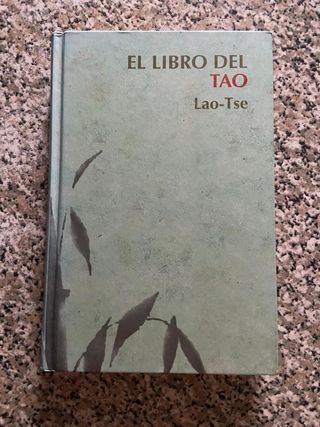 EL LIBRO DEL
TAO
Lao-Tse